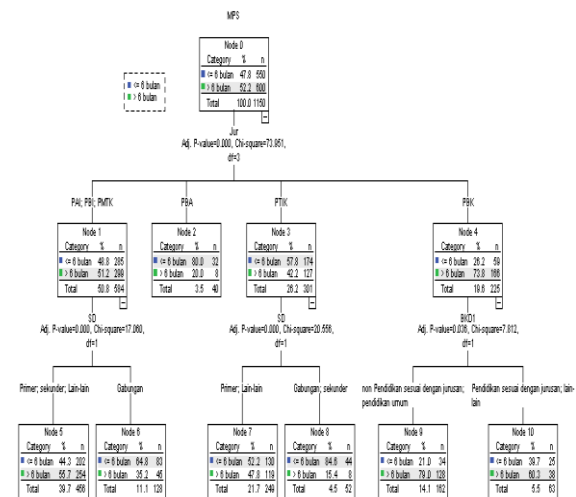 MPS
Node 0
Category % n
<= 6 bulan 47.8 550
> 6 bulan 52.2 600
Total 100.0 1150
<= 6 bulan
> 6 bulan
Jur
Adj. P-value=0.000, Chi-square=73.951,
df=3
PAI; PBI; PMTK
PBA
PTIK
PBK
Node 1
Category % n
<= 6 bulan 48.8 285
> 6 bulan 51.2 299
Total 50.8 584
Node 2
Category % n
<= 6 bulan 80.0 32
> 6 bulan 20.0 8
Total 3.5 40
Node 3
Category % n
<= 6 bulan 57.8 174
> 6 bulan 42.2 127
Total 26.2 301
Node 4
Category % n
<= 6 bulan 26.2 59
> 6 bulan 73.8 166
Total 19.6 225
SD
Adj. P-value=0.000, Chi-square=17.060,
df=1
SD
Adj. P-value=0.000, Chi-square=20.556,
df=1
BKD1
Adj. P-value=0.036, Chi-square=7.812,
df=1
Primer; sekunder; Lain-lain
Gabungan
Primer; Lain-lain
Gabungan; sekunder
non Pendidikan sesuai dengan jurusan;
pendidikan umum
Pendidikan sesuai dengan jurusan; lain-
lain
Node 5
Category % n
<= 6 bulan 44.3 202
> 6 bulan 55.7 254
Total 39.7 456
Node 6
Category % n
<= 6 bulan 64.8 83
> 6 bulan 35.2 45
Total 11.1 128
Node 7
Category % n
<= 6 bulan 52.2 130
> 6 bulan 47.8 119
Total 21.7 249
Node 8
Category % n
<= 6 bulan 84.6 44
> 6 bulan 15.4 8
Total 4.5 52
Node 9
Category % n
<= 6 bulan 21.0 34
> 6 bulan 79.0 128
Total 14.1 162
Node 10
Category % n
<= 6 bulan 39.7 25
> 6 bulan 60.3 38
Total 5.5 63